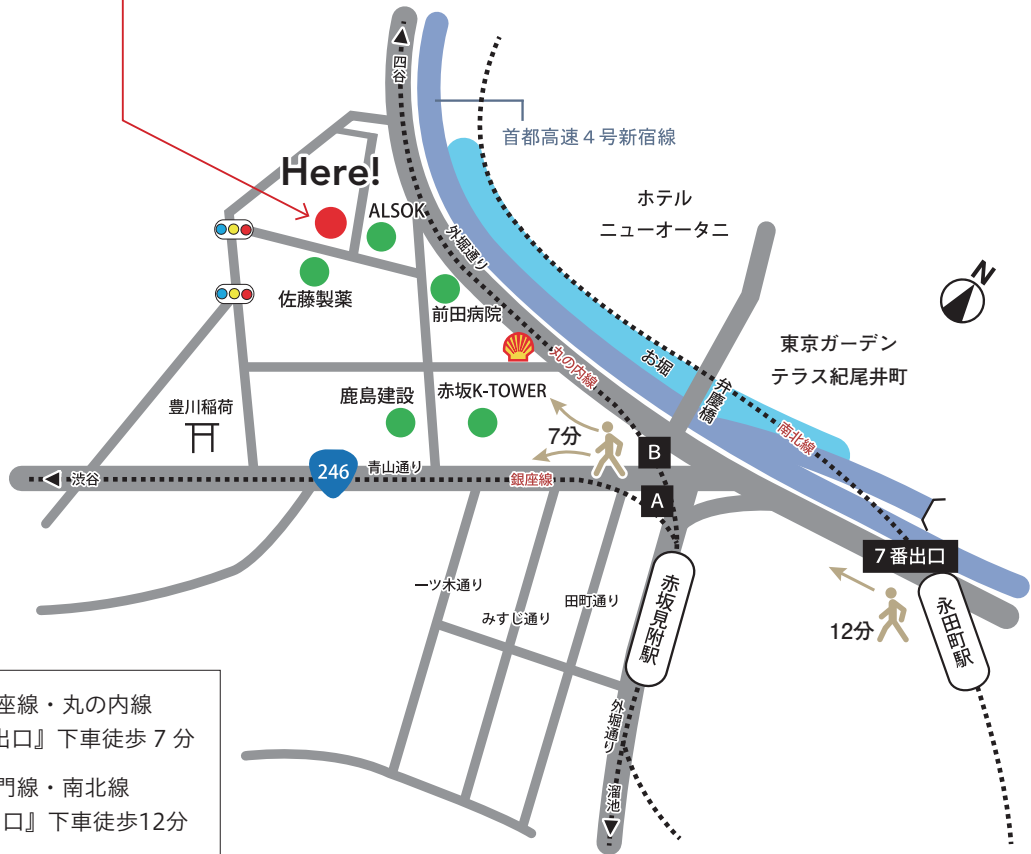 四谷
首都高速4号新宿線
Here!
ALSOK
ホテル
ニューオータニ
外堀通り
N
佐藤製薬
前田病院
丸の内線
お堀
弁慶橋
東京ガーデン
テラス紀尾井町
南北線
豊川稲荷
鹿島建設
赤坂K-TOWER
7分
B
渋谷
246
青山通り
銀座線
A
7番出口
一ツ木通り
みすじ通り
田町通り
赤坂見附駅
12分
永田町駅
外堀通り
溜池
座線・丸の内線
出口』下車徒歩 7 分
門線・南北線
口』下車徒歩12分